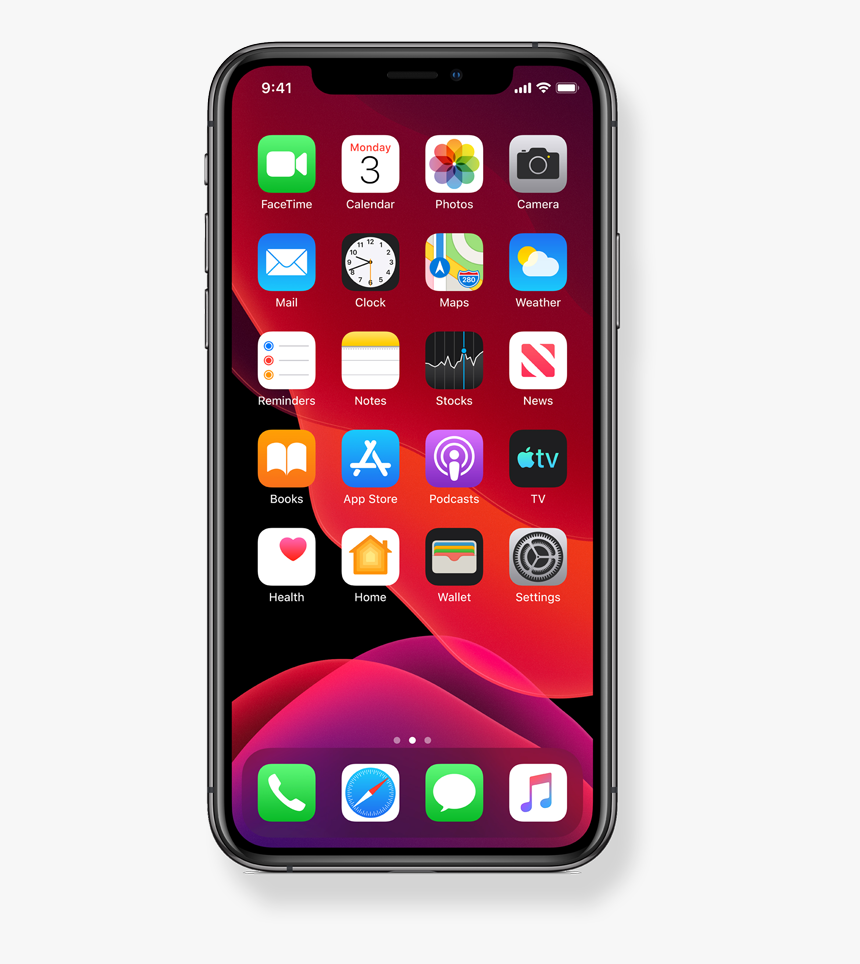 9:41
Monday
3
FaceTime
Calendar
Photos
Camera
12
11
1
10
2
9
3
8
4
7
5
6
280
Mail
Clock
Maps
Weather
Reminders
Notes
Stocks
News
tv
Books
App Store
Podcasts
TV
Health
Home
Wallet
Settings